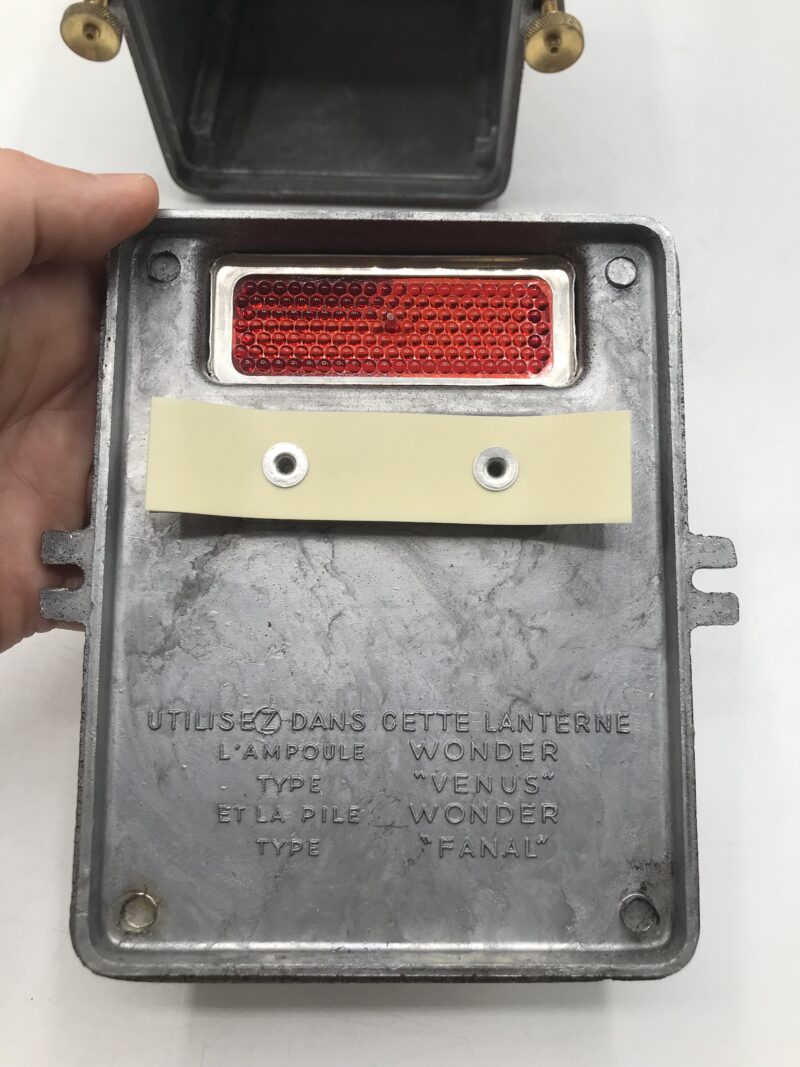 UTILISEZ DANS CETTE LANTERNE
L'AMPOULE WONDER
TYPE "VENUS"
ET LA PILE WONDER
TYPE "FANAL"